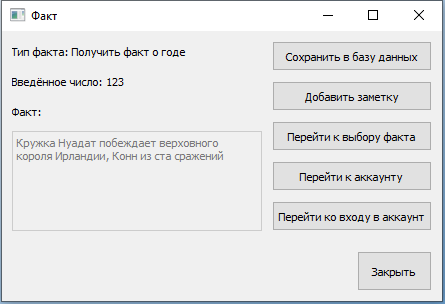 Факт
Тип факта: Получить факт о годе
Введённое число: 123
Факт:
Кружка Нуадат побеждает верховного
короля Ирландии, Конн из ста сражений
Сохранить в базу данных
Добавить заметку
Перейти к выбору факта
Перейти к аккаунту
Перейти ко входу в аккаунт
Закрыть